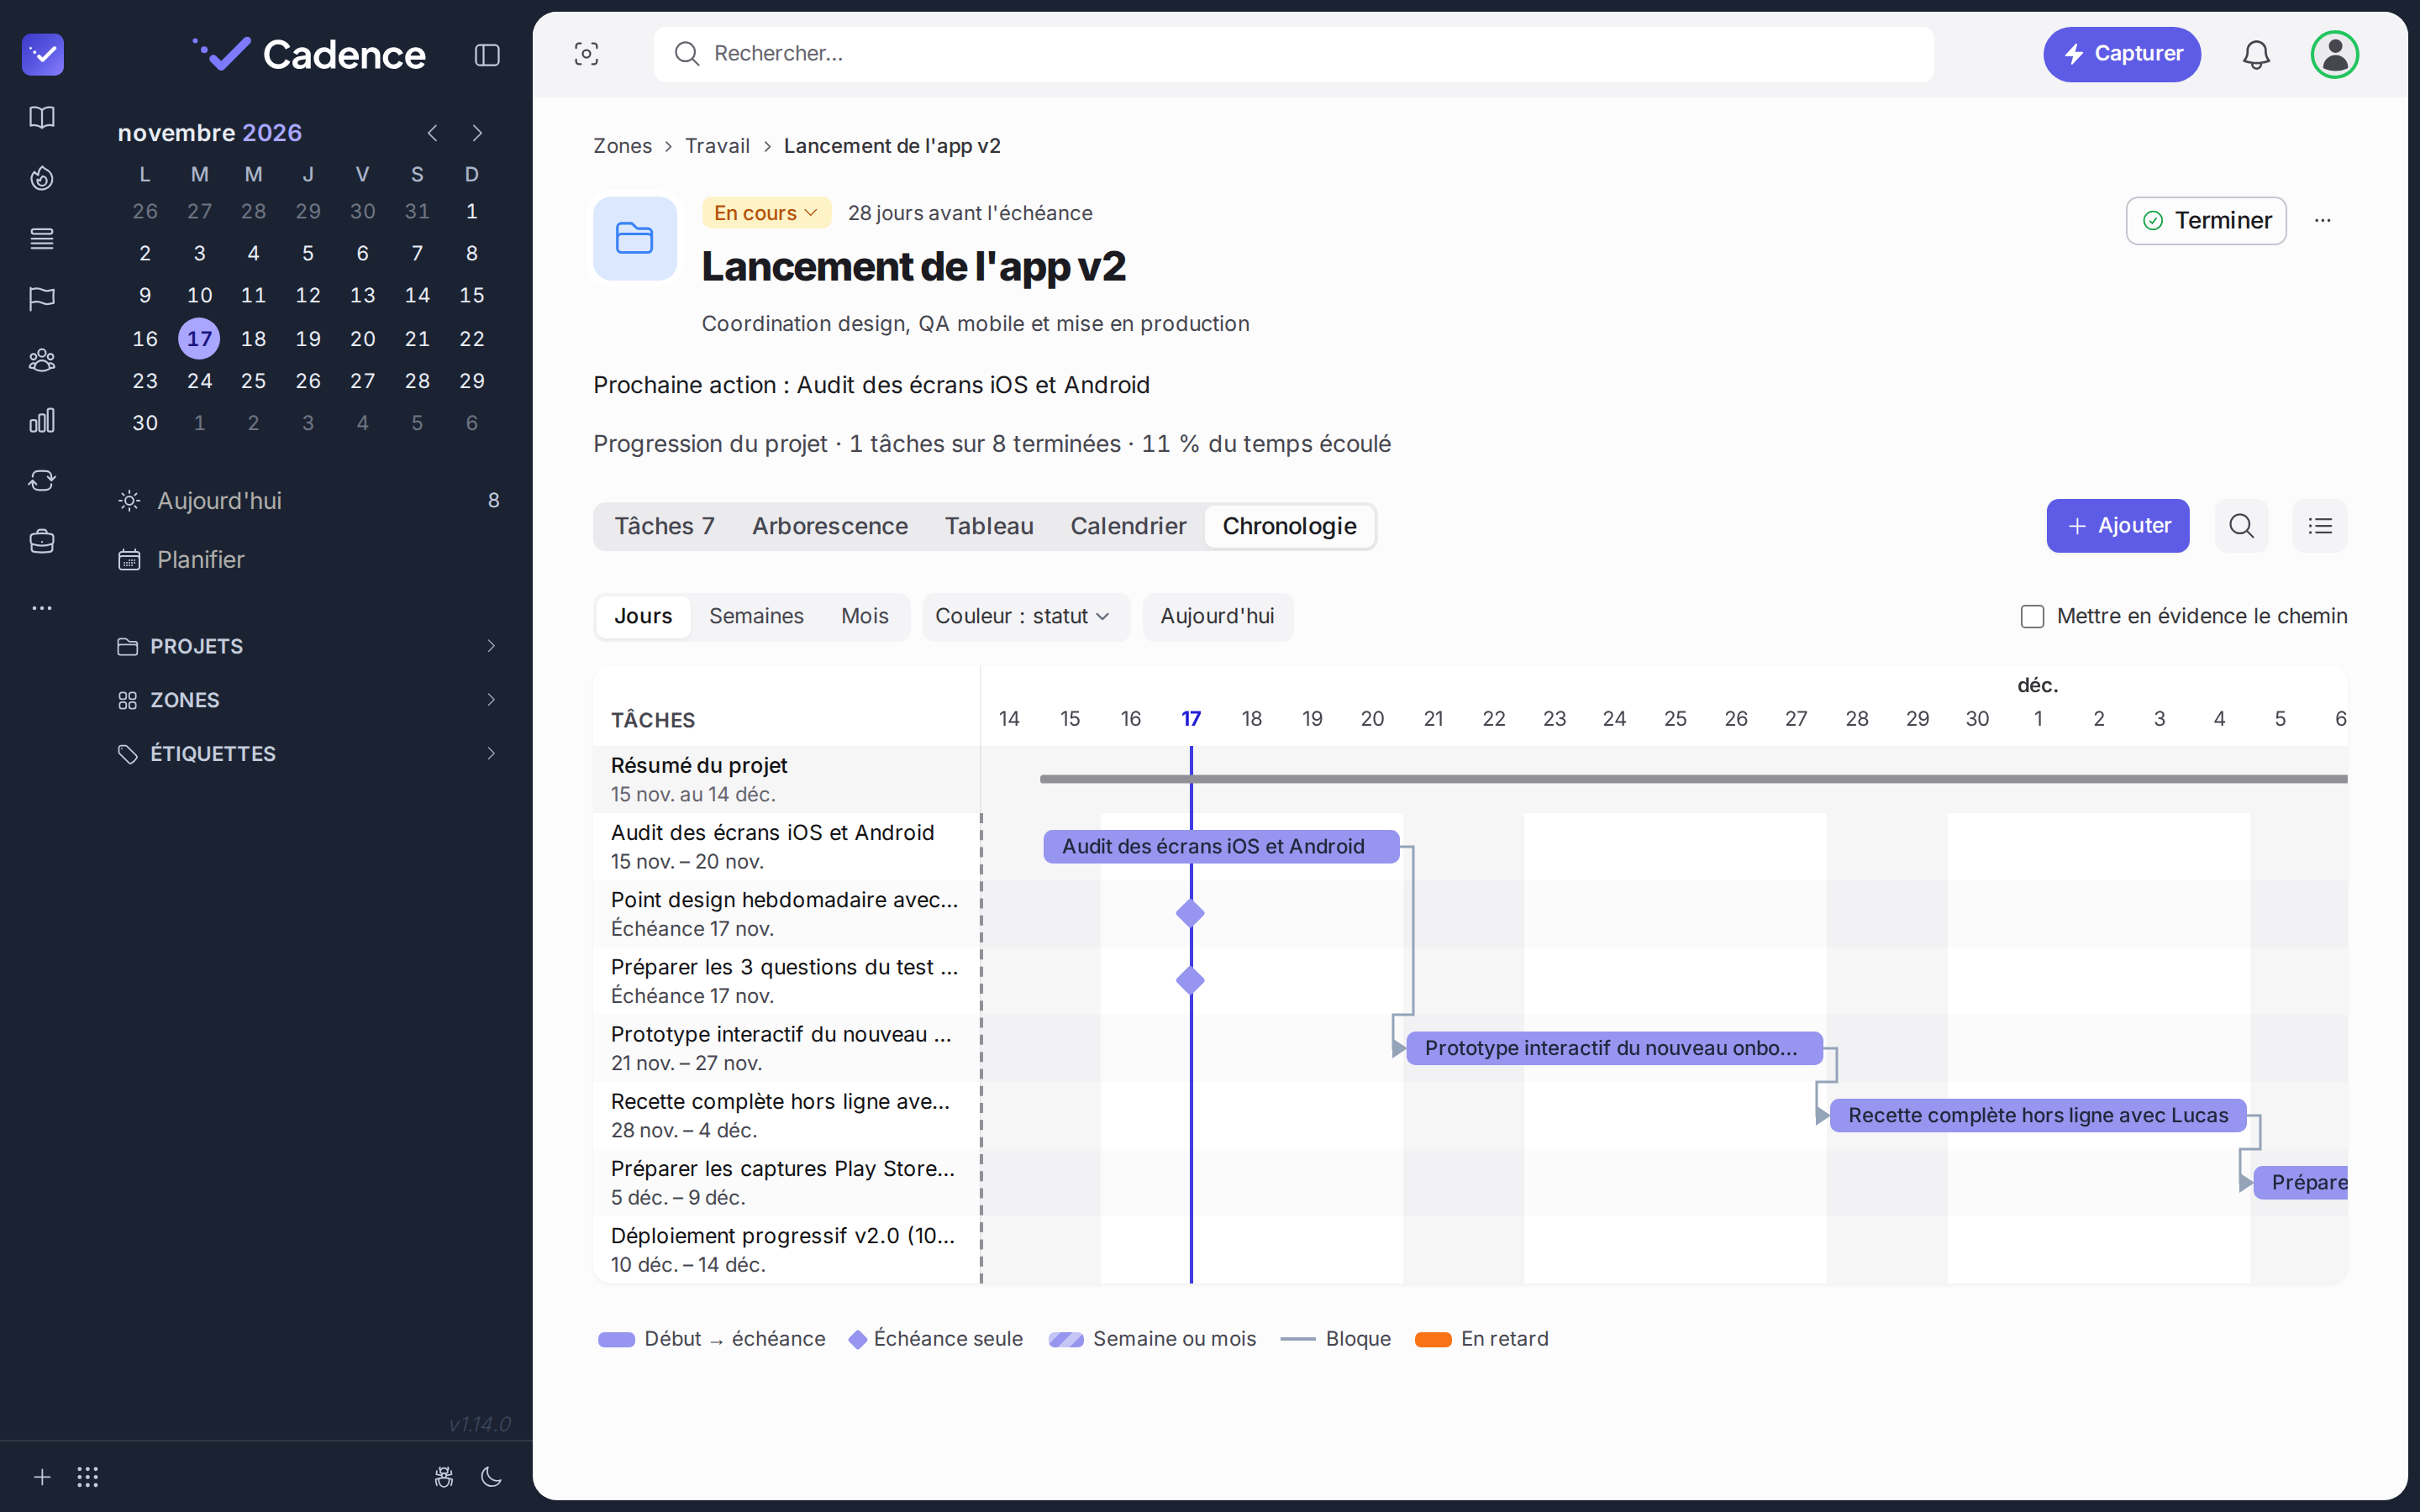 Cadence
novembre 2026
L M M J V S D
26 27 28 29 30 31 1
2 3 4 5 6 7 8
9 10 11 12 13 14 15
16 17 18 19 20 21 22
23 24 25 26 27 28 29
30 1 2 3 4 5 6
Aujourd'hui 8
Planifier
PROJETS
ZONES
ÉTIQUETTES
v1.14.0
Rechercher...
Capturer
Zones > Travail > Lancement de l'app v2
En cours 28 jours avant l'échéance
Terminer ...
Lancement de l'app v2
Coordination design, QA mobile et mise en production
Prochaine action : Audit des écrans iOS et Android
Progression du projet · 1 tâches sur 8 terminées · 11 % du temps écoulé
Tâches 7 Arborescence Tableau Calendrier Chronologie
+ Ajouter
Jours Semaines Mois Couleur : statut Aujourd'hui
Mettre en évidence le chemin
déc.
TÂCHES 14 15 16 17 18 19 20 21 22 23 24 25 26 27 28 29 30 1 2 3 4 5 6
Résumé du projet
15 nov. au 14 déc.
Audit des écrans iOS et Android
15 nov. – 20 nov.
Audit des écrans iOS et Android
Point design hebdomadaire avec...
Échéance 17 nov.
Préparer les 3 questions du test ...
Échéance 17 nov.
Prototype interactif du nouveau ...
21 nov. – 27 nov.
Prototype interactif du nouveau onbo...
Recette complète hors ligne ave...
28 nov. – 4 déc.
Recette complète hors ligne avec Lucas
Préparer les captures Play Store...
5 déc. – 9 déc.
Prépare
Déploiement progressif v2.0 (10...
10 déc. – 14 déc.
Début → échéance Échéance seule Semaine ou mois Bloque En retard